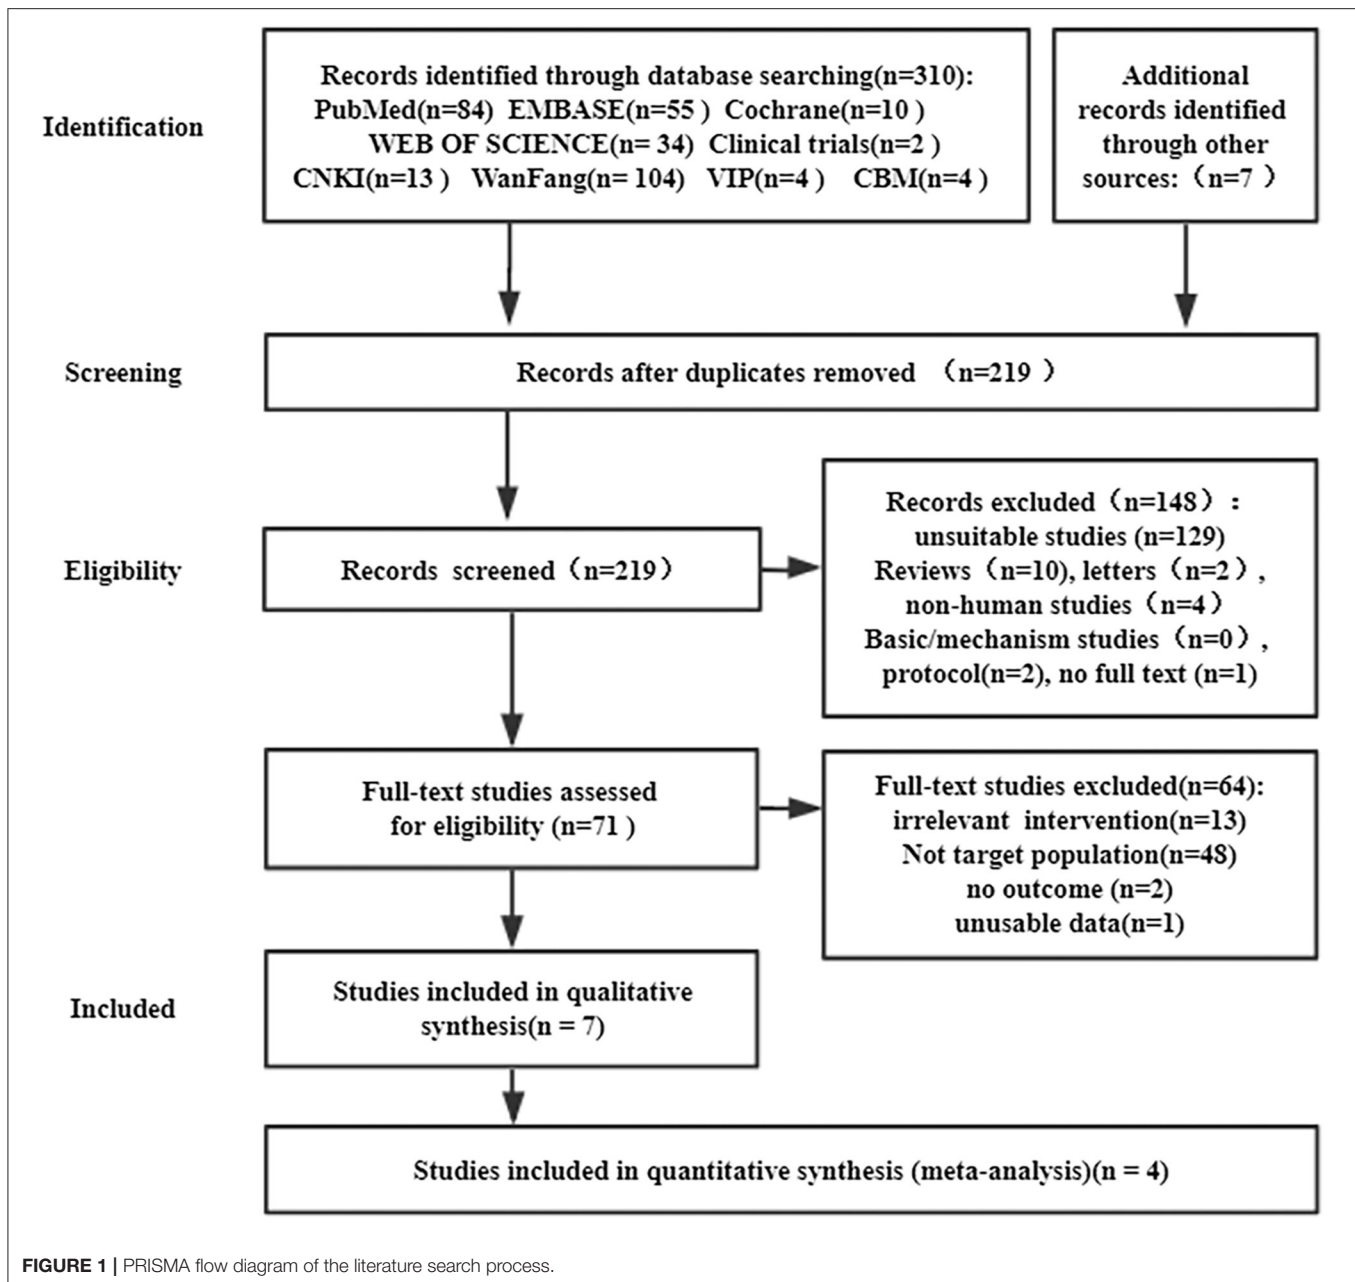 Identification
Records identified through database searching(n=310):
PubMed(n=84) EMBASE(n=55 ) Cochrane(n=10 )
WEB OF SCIENCE(n= 34) Clinical trials(n=2 )
CNKI(n=13 ) WanFang(n= 104) VIP(n=4 ) CBM(n=4 )
Additional
records identified
through other
sources:（n=7 ）
Screening
Records after duplicates removed （n=219 ）
Eligibility
Records screened（n=219）
Records excluded（n=148）:
unsuitable studies (n=129)
Reviews（n=10), letters（n=2）,
non-human studies（n=4）
Basic/mechanism studies（n=0）,
protocol(n=2), no full text (n=1)
Full-text studies assessed
for eligibility (n=71 )
Full-text studies excluded(n=64):
irrelevant intervention(n=13)
Not target population(n=48)
no outcome (n=2)
unusable data(n=1)
Included
Studies included in qualitative
synthesis(n = 7)
Studies included in quantitative synthesis (meta-analysis)(n = 4)
FIGURE 1 | PRISMA flow diagram of the literature search process.